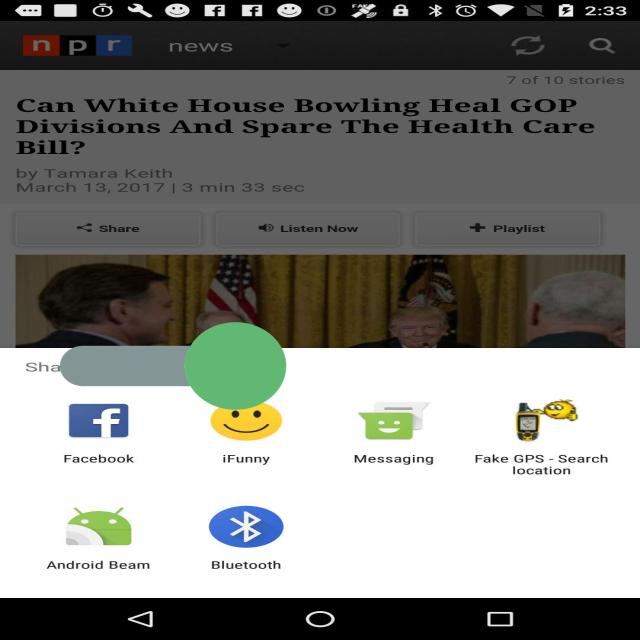 2:33
npr news
7 of 10 stories
Can White House Bowling Heal GOP
Divisions And Spare The Health Care
Bill?
by Tamara Keith
March 13, 2017 | 3 min 33 sec
Share Listen Now Playlist
Facebook iFunny Messaging Fake GPS - Search
location
Android Beam Bluetooth